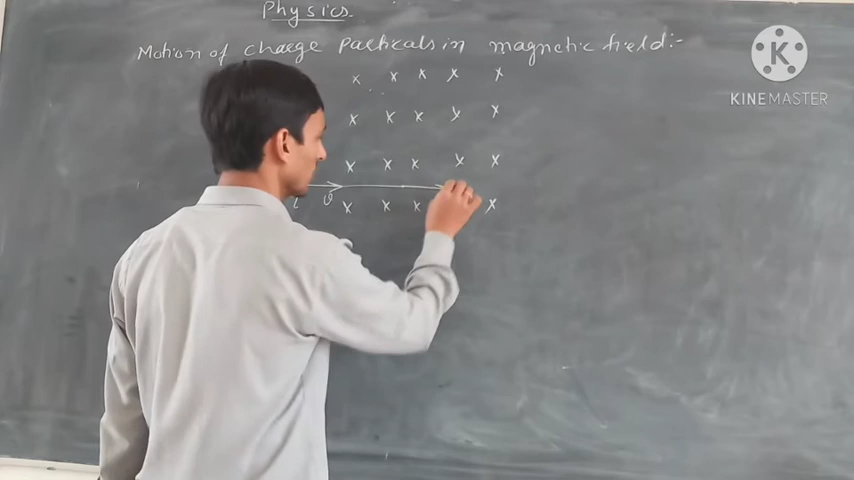 Physics
Motion of charge Particals in magnetic field:-
x x x x x
x x x x x
x x x x x
x x x x
K
KINEMASTER